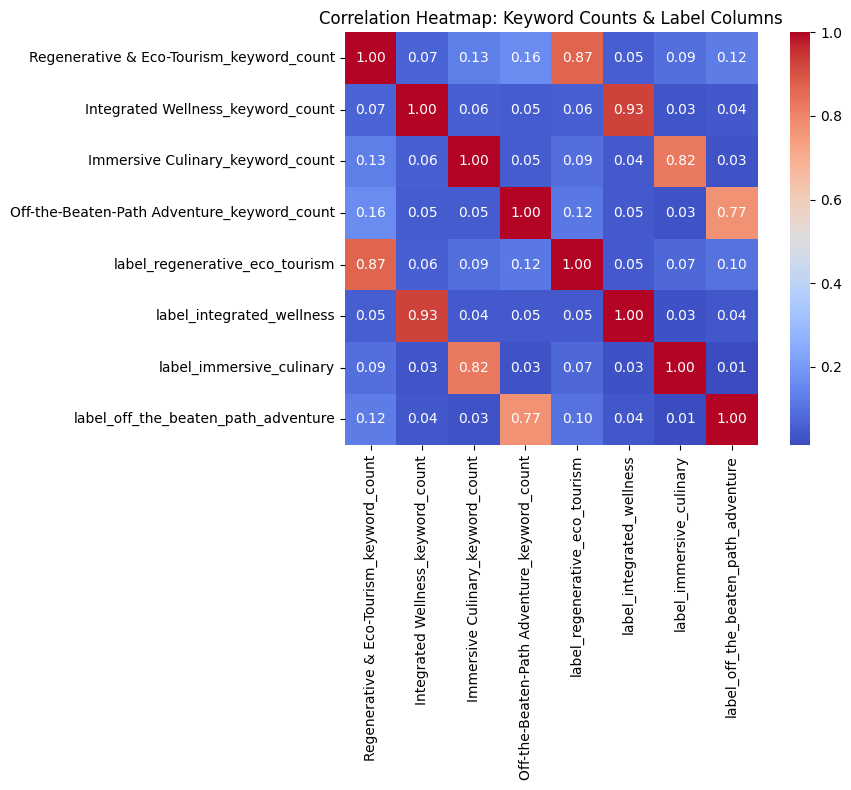 Correlation Heatmap: Keyword Counts & Label Columns
Regenerative & Eco-Tourism_keyword_count 1.00 0.07 0.13 0.16 0.87 0.05 0.09 0.12
Integrated Wellness_keyword_count 0.07 1.00 0.06 0.05 0.06 0.93 0.03 0.04
Immersive Culinary_keyword_count 0.13 0.06 1.00 0.05 0.09 0.04 0.82 0.03
Off-the-Beaten-Path Adventure_keyword_count 0.16 0.05 0.05 1.00 0.12 0.05 0.03 0.77
label_regenerative_eco_tourism 0.87 0.06 0.09 0.12 1.00 0.05 0.07 0.10
label_integrated_wellness 0.05 0.93 0.04 0.05 0.05 1.00 0.03 0.04
label_immersive_culinary 0.09 0.03 0.82 0.03 0.07 0.03 1.00 0.01
label_off_the_beaten_path_adventure 0.12 0.04 0.03 0.77 0.10 0.04 0.01 1.00
Regenerative & Eco-Tourism_keyword_count
Integrated Wellness_keyword_count
Immersive Culinary_keyword_count
Off-the-Beaten-Path Adventure_keyword_count
label_regenerative_eco_tourism
label_integrated_wellness
label_immersive_culinary
label_off_the_beaten_path_adventure
1.0
0.8
0.6
0.4
0.2